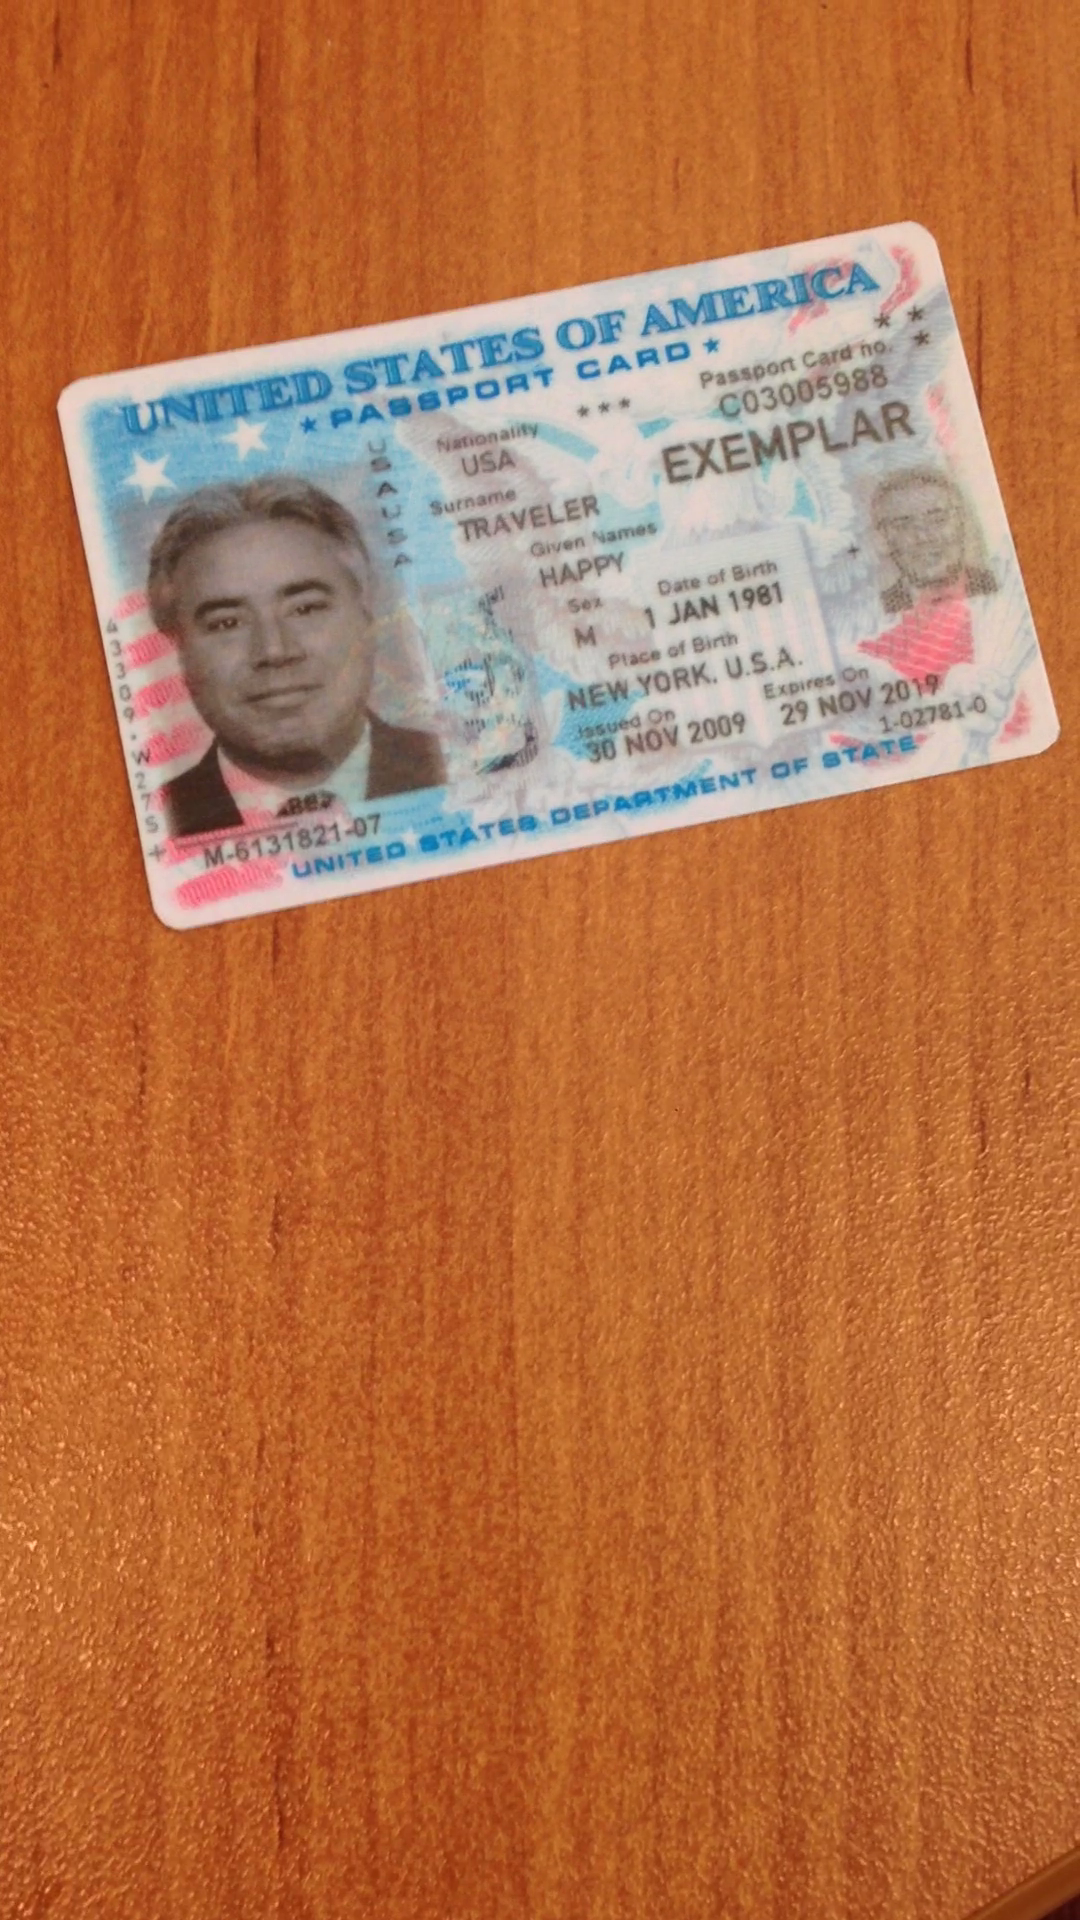 UNITED STATES OF AMERICA
★ PASSPORT CARD ★
Passport Card no.
C03005988
EXEMPLAR
Nationality
USA
Surname
TRAVELER
Given Names
HAPPY
Sex
M
Date of Birth
1 JAN 1981
Place of Birth
NEW YORK, U.S.A.
Issued On
30 NOV 2009
Expires On
29 NOV 2019
1-02781-0
USAUSA
M-6131821-07
UNITED STATES DEPARTMENT OF STATE